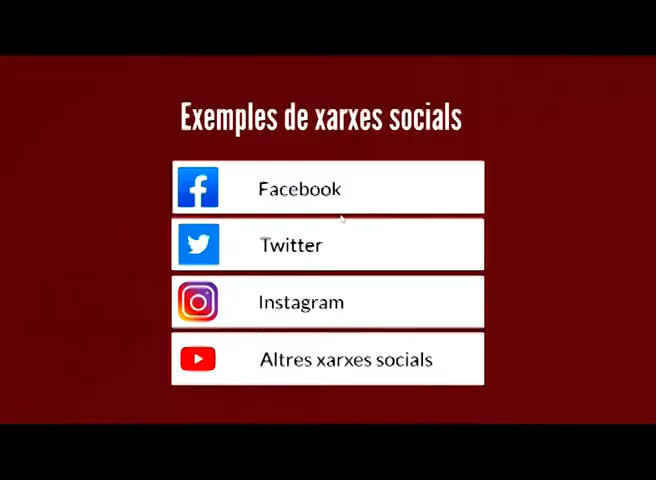 Exemples de xarxes socials
Facebook
Twitter
Instagram
Altres xarxes socials